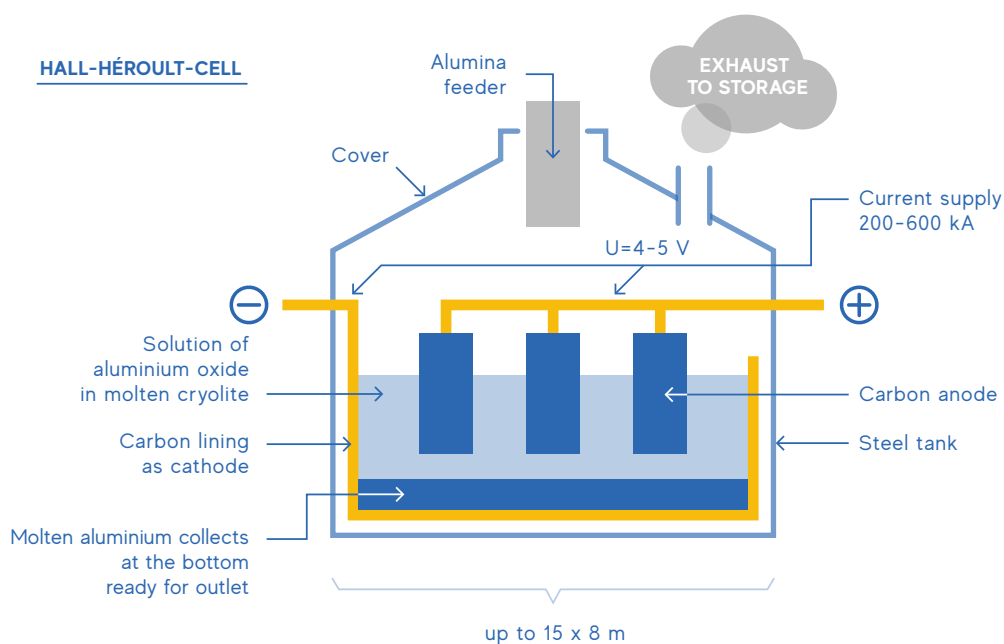 HALL-HÉROULT-CELL
Alumina
feeder
EXHAUST
TO STORAGE
Cover
Current supply
200-600 kA
U=4-5 V
−
+
Solution of
aluminium oxide
in molten cryolite
Carbon anode
Carbon lining
as cathode
Steel tank
Molten aluminium collects
at the bottom
ready for outlet
up to 15 x 8 m